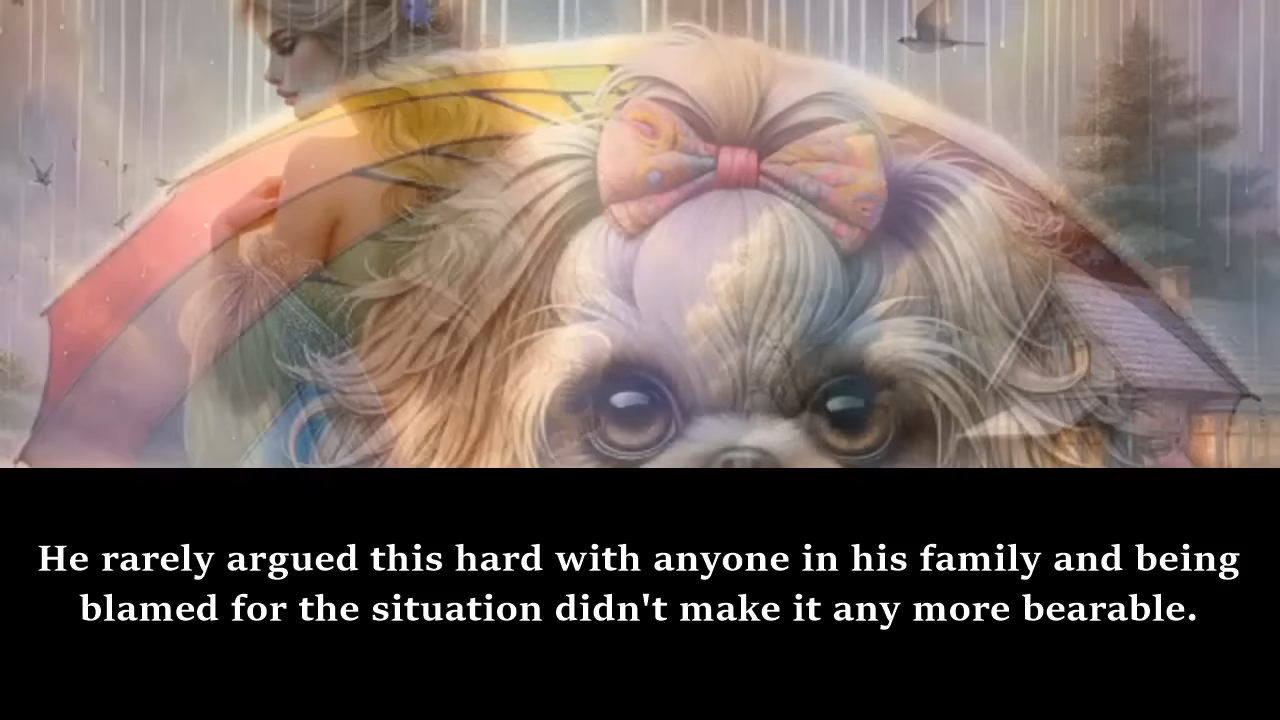 He rarely argued this hard with anyone in his family and being
blamed for the situation didn't make it any more bearable.